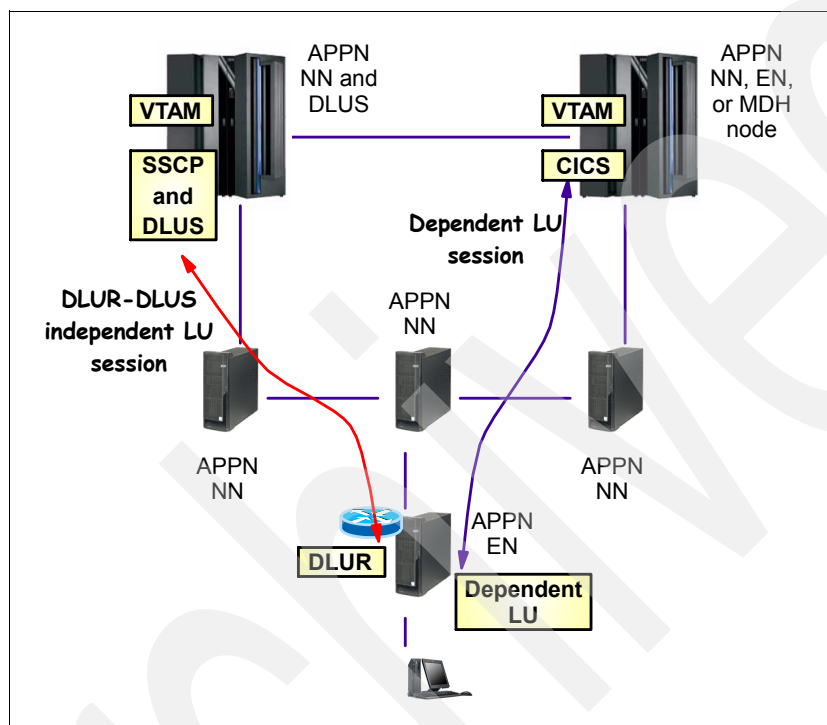 APPN
NN and
DLUS
APPN
NN, EN,
or MDH
node
VTAM
SSCP
and
DLUS
VTAM
CICS
Dependent LU
session
DLUR-DLUS
independent LU
session
APPN
NN
APPN
NN
APPN
NN
APPN
EN
DLUR
Dependent
LU